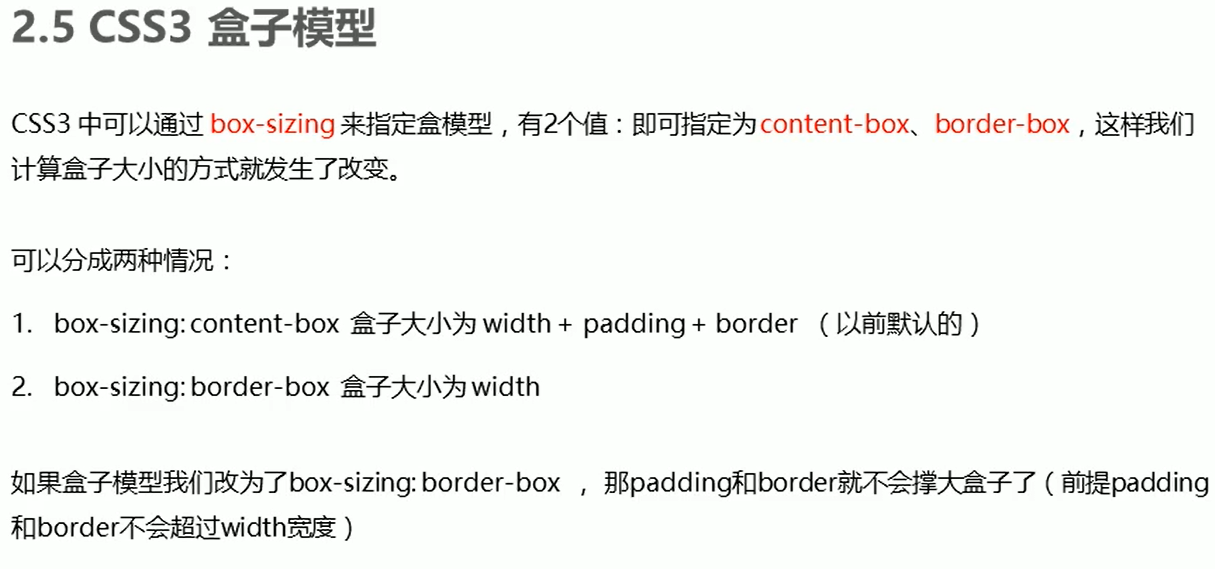 2.5 CSS3 盒子模型
CSS3 中可以通过 box-sizing 来指定盒模型，有2个值：即可指定为content-box、border-box，这样我们
计算盒子大小的方式就发生了改变。
可以分成两种情况：
1. box-sizing: content-box 盒子大小为 width + padding + border （以前默认的）
2. box-sizing: border-box 盒子大小为 width
如果盒子模型我们改为了box-sizing: border-box ， 那padding和border就不会撑大盒子了（前提padding
和border不会超过width宽度）